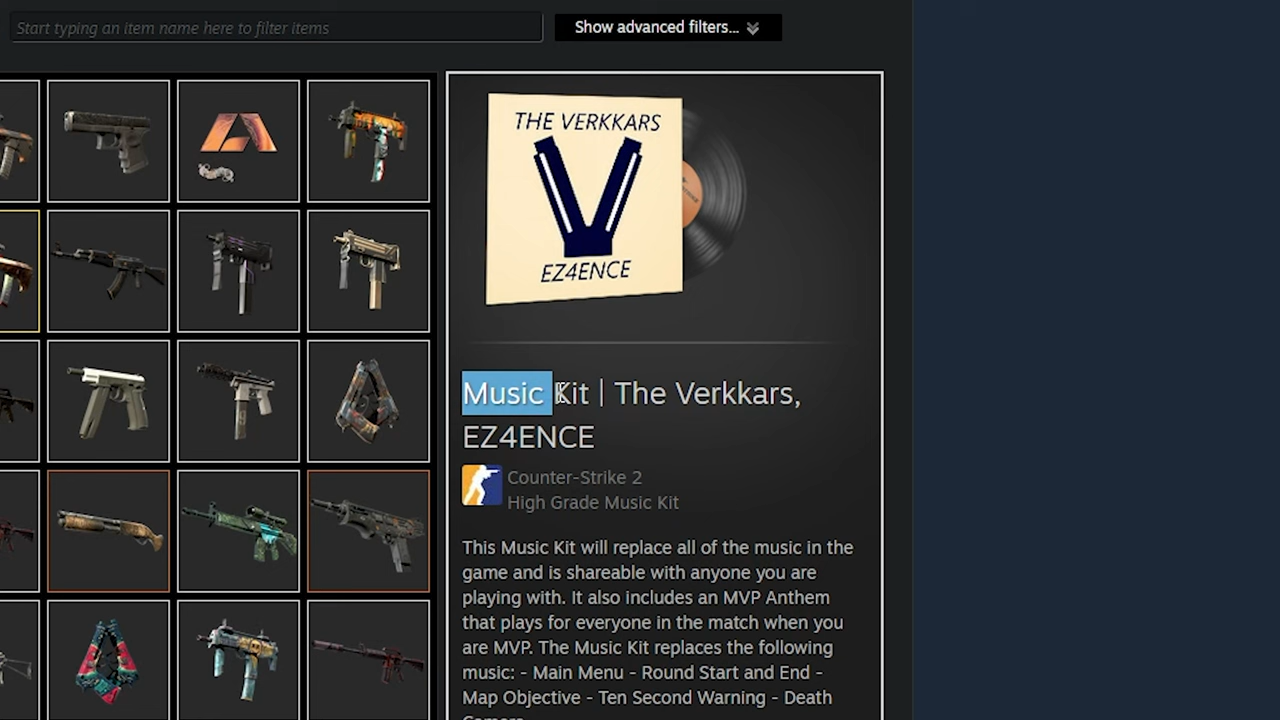 Start typing an item name here to filter items
Show advanced filters...
THE VERKKARS
EZ4ENCE
Music Kit | The Verkkars,
EZ4ENCE
Counter-Strike 2
High Grade Music Kit
This Music Kit will replace all of the music in the
game and is shareable with anyone you are
playing with. It also includes an MVP Anthem
that plays for everyone in the match when you
are MVP. The Music Kit replaces the following
music: - Main Menu - Round Start and End -
Map Objective - Ten Second Warning - Death